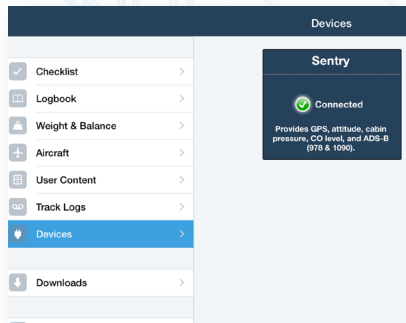 Devices
Checklist
Logbook
Weight & Balance
Aircraft
User Content
Track Logs
Devices
Downloads
Sentry
Connected
Provides GPS, attitude, cabin
pressure, CO level, and ADS-B
(978 & 1090).